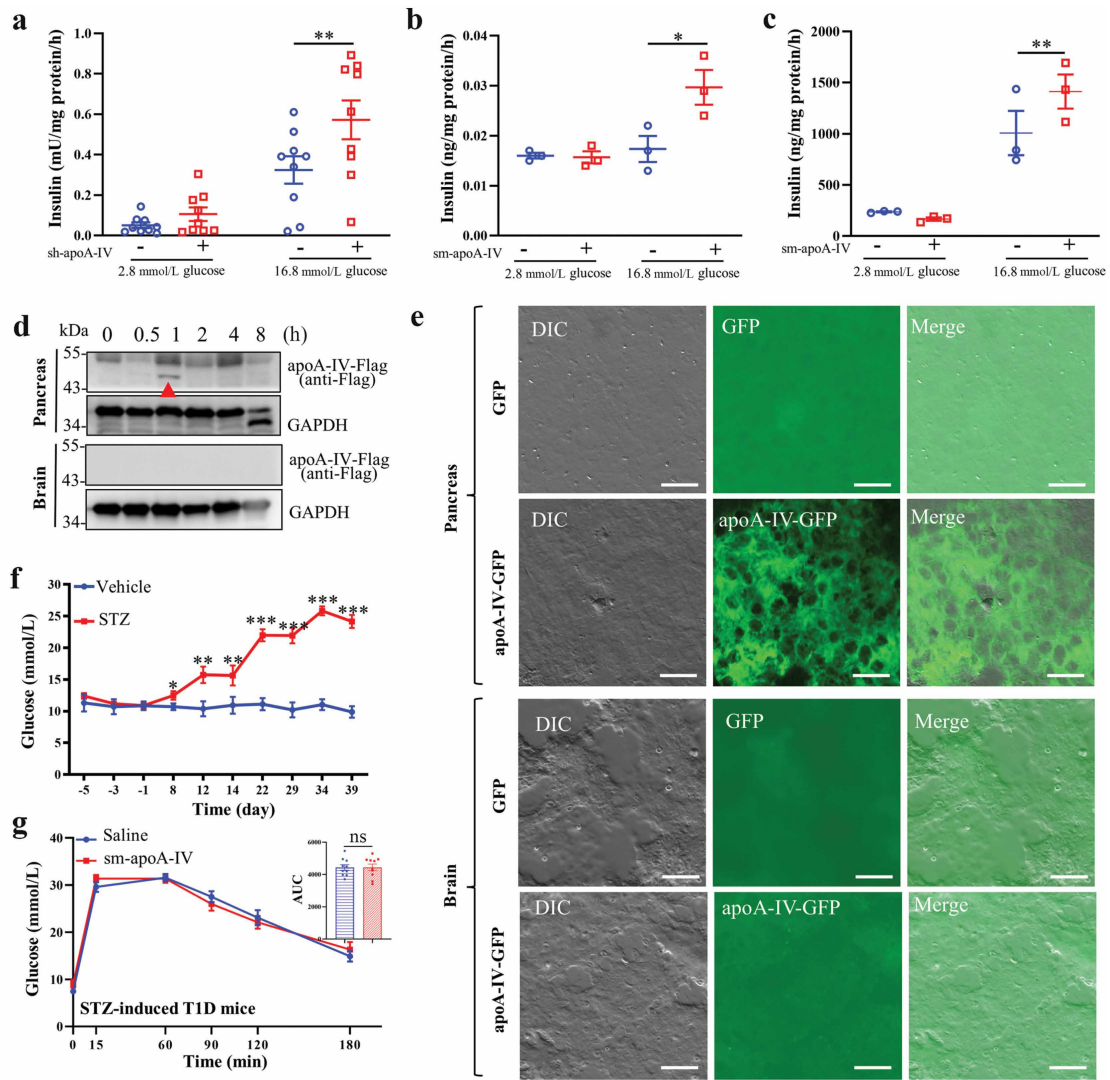 a
Insulin (mU/mg protein/h)
1.0
0.8
0.6
0.4
0.2
0.0
**
sh-apoA-IV
- + - +
2.8 mmol/L glucose 16.8 mmol/L glucose
b
Insulin (ng/mg protein/h)
0.04
0.03
0.02
0.01
0.00
*
sm-apoA-IV
- + - +
2.8 mmol/L glucose 16.8 mmol/L glucose
c
Insulin (ng/mg protein/h)
2000
1500
1000
500
0
**
sm-apoA-IV
- + - +
2.8 mmol/L glucose 16.8 mmol/L glucose
d
kDa 0 0.5 1 2 4 8 (h)
Pancreas
55
43
apoA-IV-Flag
(anti-Flag)
34
GAPDH
Brain
55
43
apoA-IV-Flag
(anti-Flag)
34
GAPDH
e
Pancreas
GFP
DIC GFP Merge
apoA-IV-GFP
DIC apoA-IV-GFP Merge
Brain
GFP
DIC GFP Merge
apoA-IV-GFP
DIC apoA-IV-GFP Merge
f
Glucose (mmol/L)
Vehicle
STZ
30
25
20
15
10
5
0
* ** ** *** *** *** ***
-5 -3 -1 8 12 14 22 29 34 39
Time (day)
g
Glucose (mmol/L)
Saline
sm-apoA-IV
40
30
20
10
0
AUC
6000
4000
2000
0
ns
STZ-induced T1D mice
0 15 60 90 120 180
Time (min)